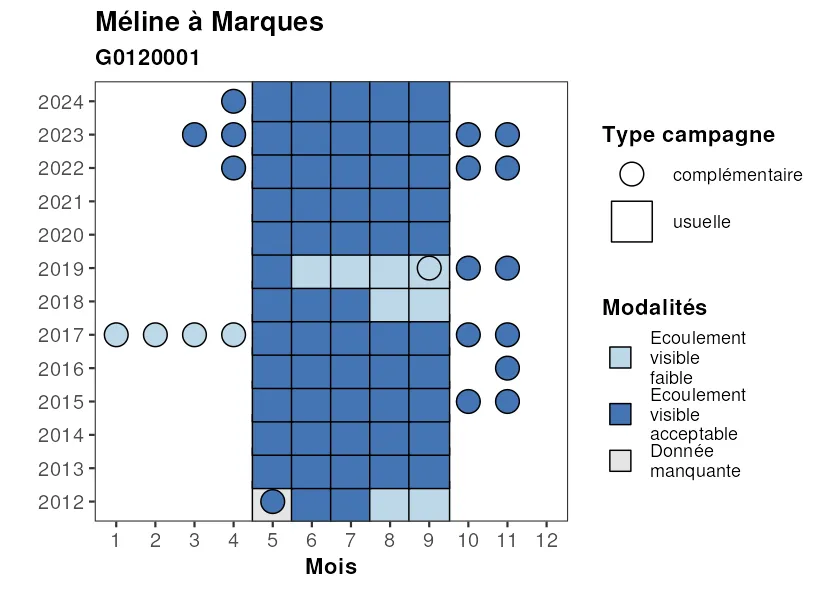 Méline à Marques
G0120001
2024
2023
2022
2021
2020
2019
2018
2017
2016
2015
2014
2013
2012
1 2 3 4 5 6 7 8 9 10 11 12
Mois
Type campagne
complémentaire
usuelle
Modalités
Ecoulement
visible
faible
Ecoulement
visible
acceptable
Donnée
manquante